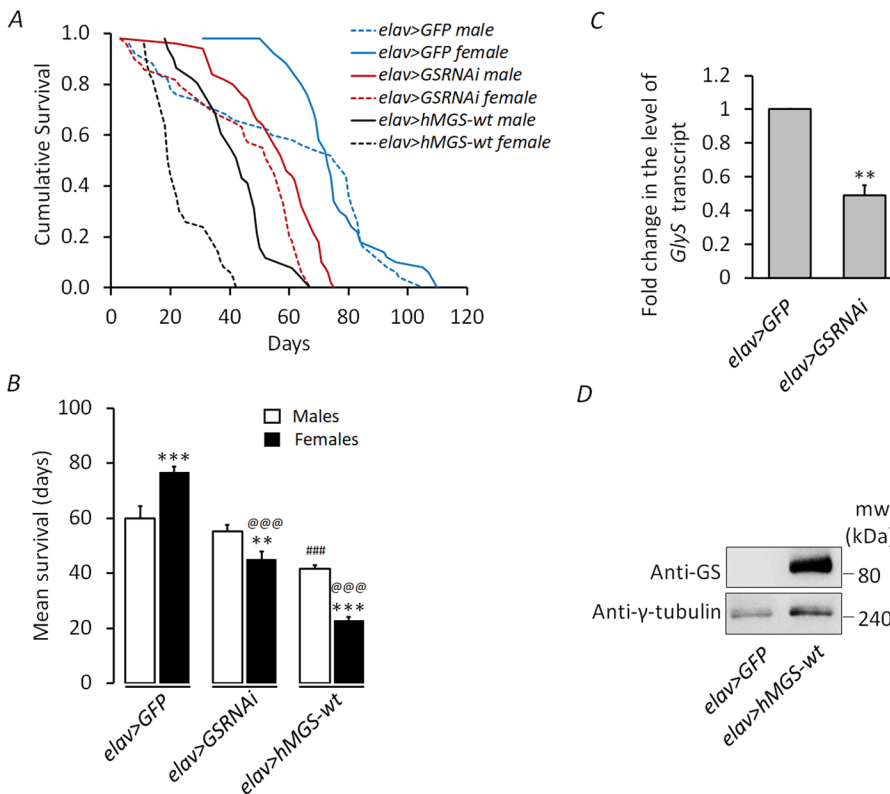 A
Cumulative Survival
1.0
0.8
0.6
0.4
0.2
0.0
0 20 40 60 80 100 120
Days
elav>GFP male
elav>GFP female
elav>GSRNAi male
elav>GSRNAi female
elav>hMGS-wt male
elav>hMGS-wt female
B
Mean survival (days)
100
80
60
40
20
0
Males
Females
***
@@@
**
###
@@@
***
elav>GFP
elav>GSRNAi
elav>hMGS-wt
C
Fold change in the level of
GlyS transcript
1.2
1
0.8
0.6
0.4
0.2
0
**
elav>GFP
elav>GSRNAi
D
mw
(kDa)
Anti-GS
80
Anti-γ-tubulin
240
elav>GFP
elav>hMGS-wt